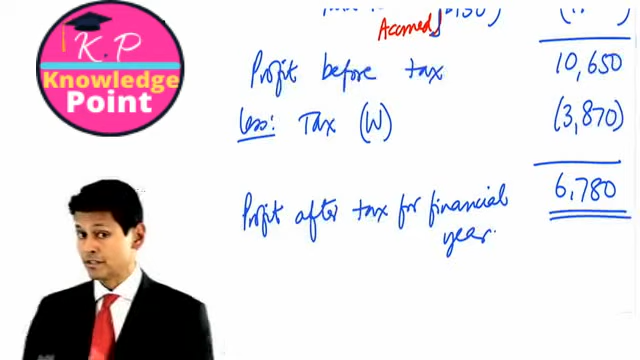 K.P
Knowledge
Point
Accrued
Profit before tax 10,650
less: Tax (W) (3,870)
Profit after tax for financial 6,780
year.